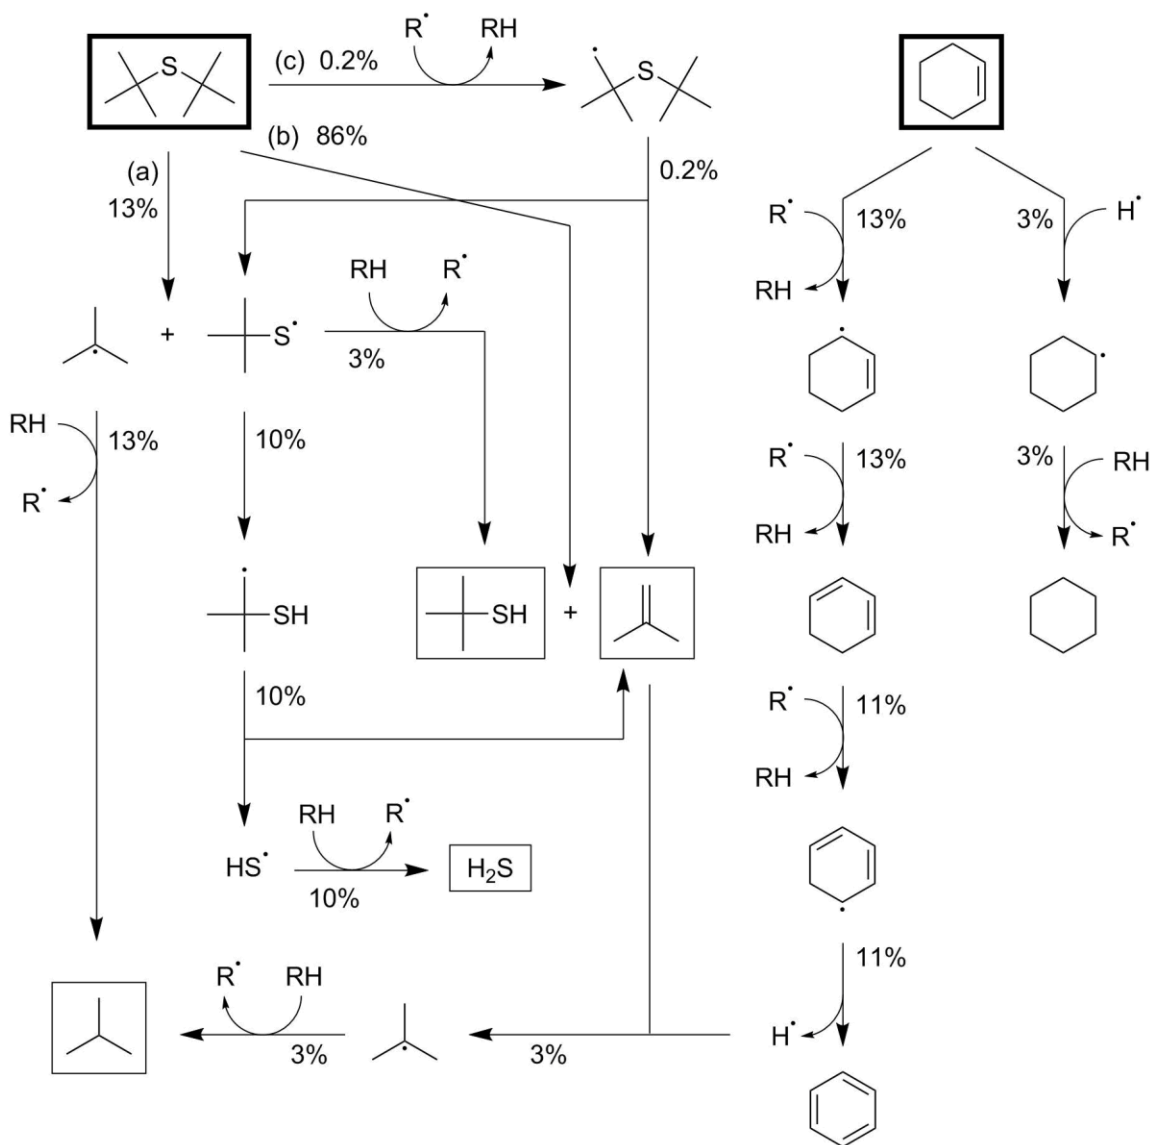 R• RH
(c) 0.2%
S
S
(b) 86%
(a)
13%
0.2%
R• 13%
RH
3% H•
RH R•
+ S•
3%
RH 13%
R•
10%
R• 13%
RH
3% RH
R•
SH
SH + 
10%
R• 11%
RH
RH R•
HS• H₂S
10%
11%
R• RH
H•
3% 3%